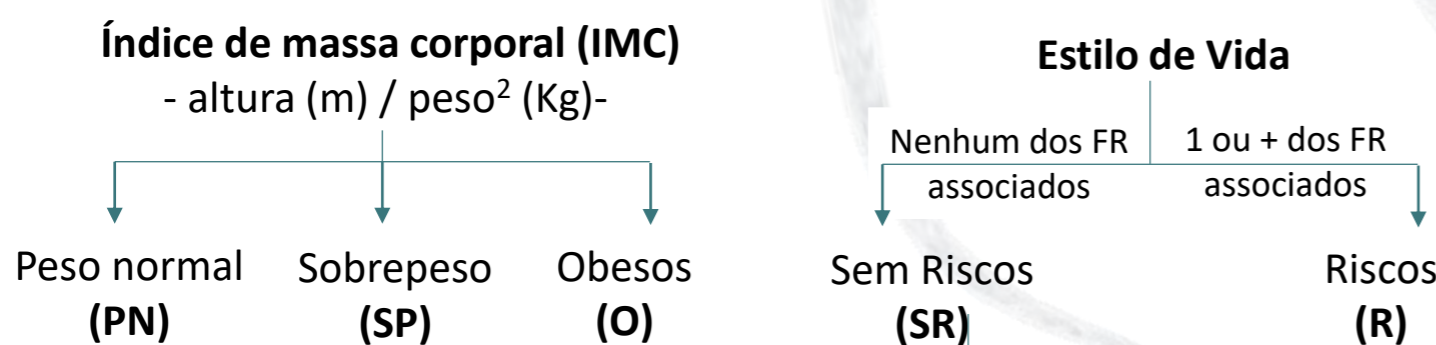 Índice de massa corporal (IMC)
- altura (m) / peso² (Kg)-
Peso normal
(PN)
Sobrepeso
(SP)
Obesos
(O)
Estilo de Vida
Nenhum dos FR
associados
1 ou + dos FR
associados
Sem Riscos
(SR)
Riscos
(R)